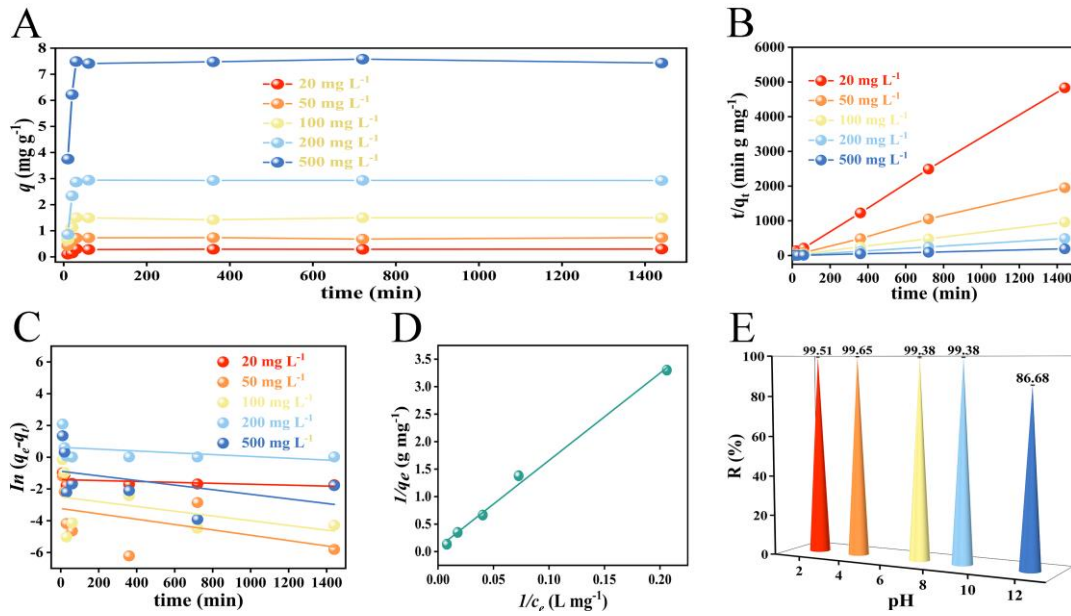 A
8
7
6
5
4
3
2
1
0
q (mg g⁻¹)
20 mg L⁻¹
50 mg L⁻¹
100 mg L⁻¹
200 mg L⁻¹
500 mg L⁻¹
0 200 400 600 800 1000 1200 1400
time (min)
B
6000
5000
4000
3000
2000
1000
0
t/qₜ (min g mg⁻¹)
20 mg L⁻¹
50 mg L⁻¹
100 mg L⁻¹
200 mg L⁻¹
500 mg L⁻¹
0 200 400 600 800 1000 1200 1400
time (min)
C
6
4
2
0
-2
-4
-6
In (qₑ-qₜ)
20 mg L⁻¹
50 mg L⁻¹
100 mg L⁻¹
200 mg L⁻¹
500 mg L⁻¹
0 200 400 600 800 1000 1200 1400
time (min)
D
3.5
3.0
2.5
2.0
1.5
1.0
0.5
0.0
1/qₑ (g mg⁻¹)
0.00 0.05 0.10 0.15 0.20
1/cₑ (L mg⁻¹)
E
99.51 99.65 99.38 99.38
86.68
100
80
60
40
20
0
R (%)
2 4 6 8 10 12
pH